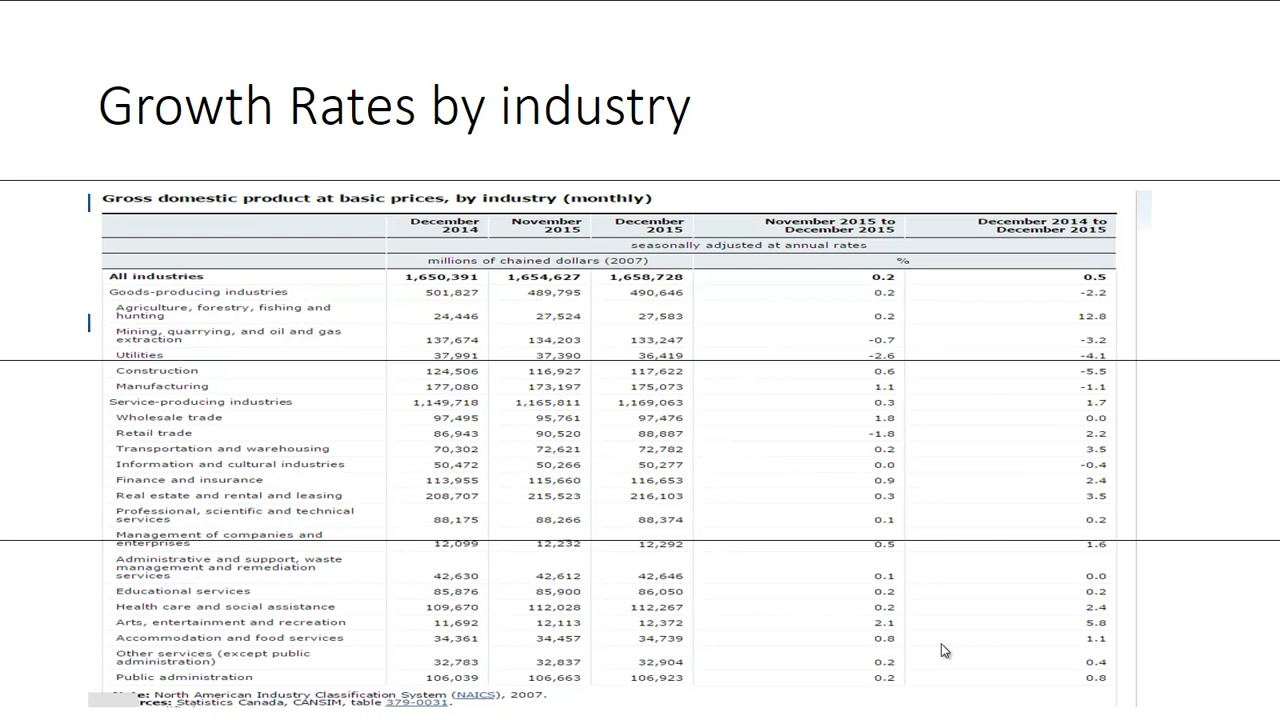 Growth Rates by industry
Gross domestic product at basic prices, by industry (monthly)
December 2014 November 2015 December 2015 November 2015 to December 2015 December 2014 to December 2015
seasonally adjusted at annual rates
millions of chained dollars (2007) %
All industries 1,650,391 1,654,627 1,658,728 0.2 0.5
Goods-producing industries 501,827 489,795 490,646 0.2 -2.2
Agriculture, forestry, fishing and
hunting 24,446 27,524 27,583 0.2 12.8
Mining, quarrying, and oil and gas
extraction 137,674 134,203 133,247 -0.7 -3.2
Utilities 37,991 37,390 36,419 -2.6 -4.1
Construction 124,506 116,927 117,622 0.6 -5.5
Manufacturing 177,080 173,197 175,073 1.1 -1.1
Service-producing industries 1,149,718 1,165,811 1,169,063 0.3 1.7
Wholesale trade 97,495 95,761 97,476 1.8 0.0
Retail trade 86,943 90,520 88,887 -1.8 2.2
Transportation and warehousing 70,302 72,621 72,782 0.2 3.5
Information and cultural industries 50,472 50,266 50,277 0.0 -0.4
Finance and insurance 113,955 115,660 116,653 0.9 2.4
Real estate and rental and leasing 208,707 215,523 216,103 0.3 3.5
Professional, scientific and technical
services 88,175 88,266 88,374 0.1 0.2
Management of companies and
enterprises 12,099 12,232 12,292 0.5 1.6
Administrative and support, waste
management and remediation
services 42,630 42,612 42,646 0.1 0.0
Educational services 85,876 85,900 86,050 0.2 0.2
Health care and social assistance 109,670 112,028 112,267 0.2 2.4
Arts, entertainment and recreation 11,692 12,113 12,372 2.1 5.8
Accommodation and food services 34,361 34,457 34,739 0.8 1.1
Other services (except public
administration) 32,783 32,837 32,904 0.2 0.4
Public administration 106,039 106,663 106,923 0.2 0.8
North American Industry Classification System (NAICS), 2007.
Statistics Canada, CANSIM, table 379-0031.